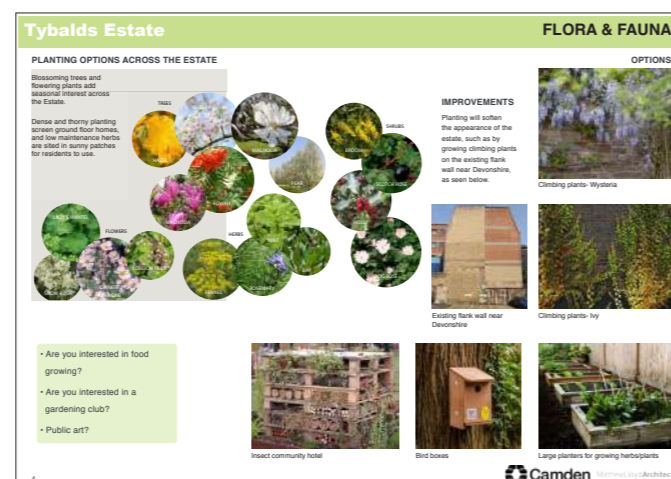 Tybalds Estate
FLORA & FAUNA
PLANTING OPTIONS ACROSS THE ESTATE
OPTIONS
Blossoming trees and
flowering plants add
seasonal interest across
the Estate.
Dense and thorny planting
screen ground floor homes,
and low maintenance herbs
are sited in sunny patches
for residents to use.
TREES
SHRUBS
FLOWERS
HERBS
MAGNOLIA
PEAR
ROSEMARY
FENNEL
IMPROVEMENTS
Planting will soften
the appearance of the
estate, such as by
growing climbing plants
on the existing flank
wall near Devonshire,
as seen below.
Climbing plants- Wysteria
Existing flank wall near
Devonshire
Climbing plants- Ivy
• Are you interested in food
growing?
• Are you interested in a
gardening club?
• Public art?
Insect community hotel
Bird boxes
Large planters for growing herbs/plants
Camden
MatthewLloydArchitec